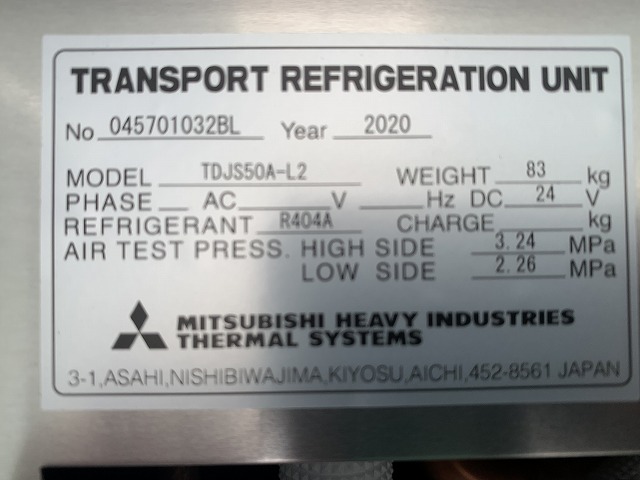 TRANSPORT REFRIGERATION UNIT
No 045701032BL Year 2020
MODEL TDJS50A-L2 WEIGHT 83 kg
PHASE AC V Hz DC 24 V
REFRIGERANT R404A CHARGE kg
AIR TEST PRESS. HIGH SIDE 3.24 MPa
LOW SIDE 2.26 MPa
MITSUBISHI HEAVY INDUSTRIES
THERMAL SYSTEMS
3-1,ASAHI,NISHIBIWAJIMA,KIYOSU,AICHI,452-8561 JAPAN